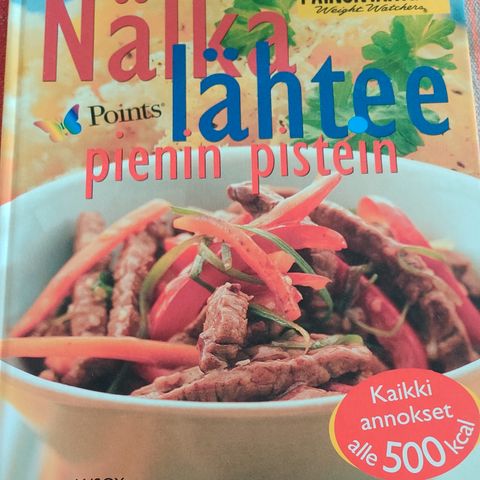 Nälkä
Weight Watchers
Points®
lähtee
pienin pistein
Kaikki
annokset
alle 500 kcal